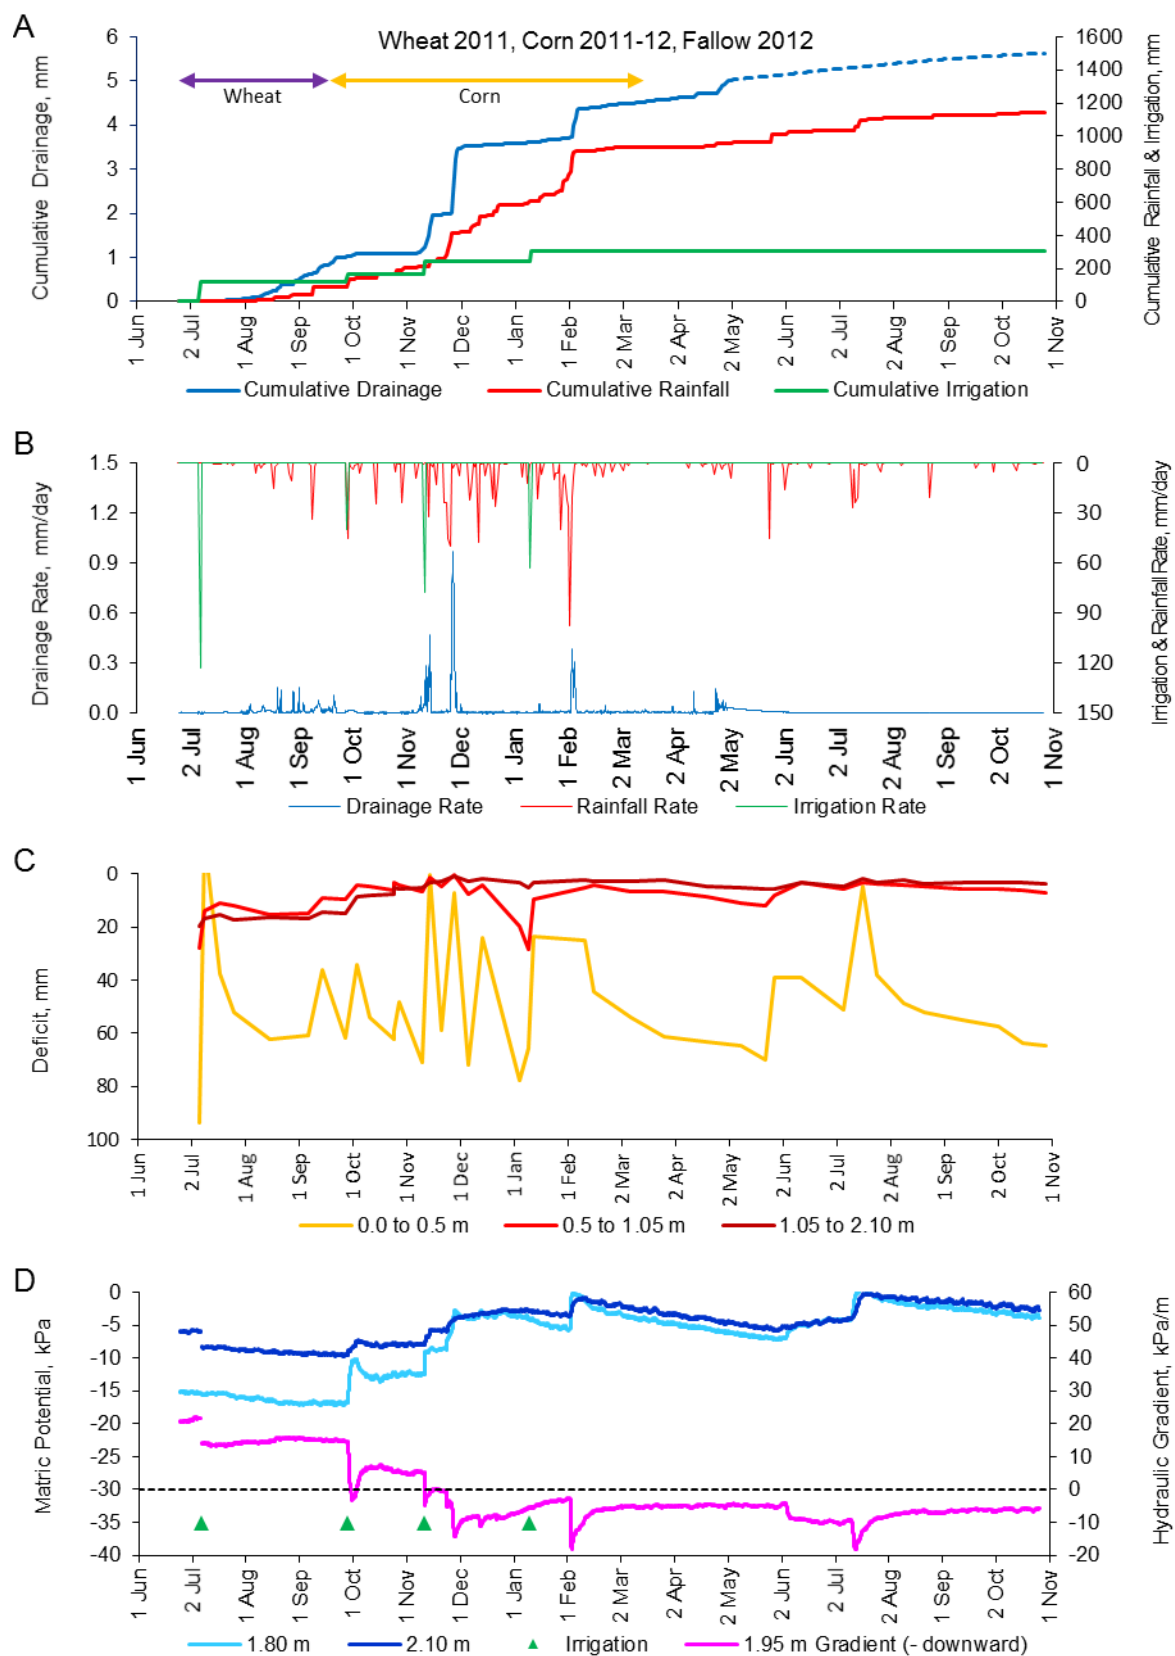 A
Wheat 2011, Corn 2011-12, Fallow 2012
Cumulative Drainage, mm
6
5
4
3
2
1
0
Wheat
Corn
1600
1400
1200
1000
800
600
400
200
0
Cumulative Rainfall & Irrigation, mm
1 Jun
2 Jul
1 Aug
1 Sep
1 Oct
1 Nov
1 Dec
1 Jan
1 Feb
2 Mar
2 Apr
2 May
2 Jun
2 Jul
2 Aug
1 Sep
2 Oct
1 Nov
Cumulative Drainage
Cumulative Rainfall
Cumulative Irrigation
B
Drainage Rate, mm/day
1.5
1.2
0.9
0.6
0.3
0.0
0
30
60
90
120
150
Irrigation & Rainfall Rate, mm/day
1 Jun
2 Jul
1 Aug
1 Sep
1 Oct
1 Nov
1 Dec
1 Jan
1 Feb
2 Mar
2 Apr
2 May
2 Jun
2 Jul
2 Aug
1 Sep
2 Oct
1 Nov
Drainage Rate
Rainfall Rate
Irrigation Rate
C
Deficit, mm
0
20
40
60
80
100
1 Jun
2 Jul
1 Aug
1 Sep
1 Oct
1 Nov
1 Dec
1 Jan
1 Feb
2 Mar
2 Apr
2 May
2 Jun
2 Jul
2 Aug
1 Sep
2 Oct
1 Nov
0.0 to 0.5 m
0.5 to 1.05 m
1.05 to 2.10 m
D
Matric Potential, kPa
0
-5
-10
-15
-20
-25
-30
-35
-40
60
50
40
30
20
10
0
-10
-20
Hydraulic Gradient, kPa/m
1 Jun
2 Jul
1 Aug
1 Sep
1 Oct
1 Nov
1 Dec
1 Jan
1 Feb
2 Mar
2 Apr
2 May
2 Jun
2 Jul
2 Aug
1 Sep
2 Oct
1 Nov
1.80 m
2.10 m
Irrigation
1.95 m Gradient (- downward)